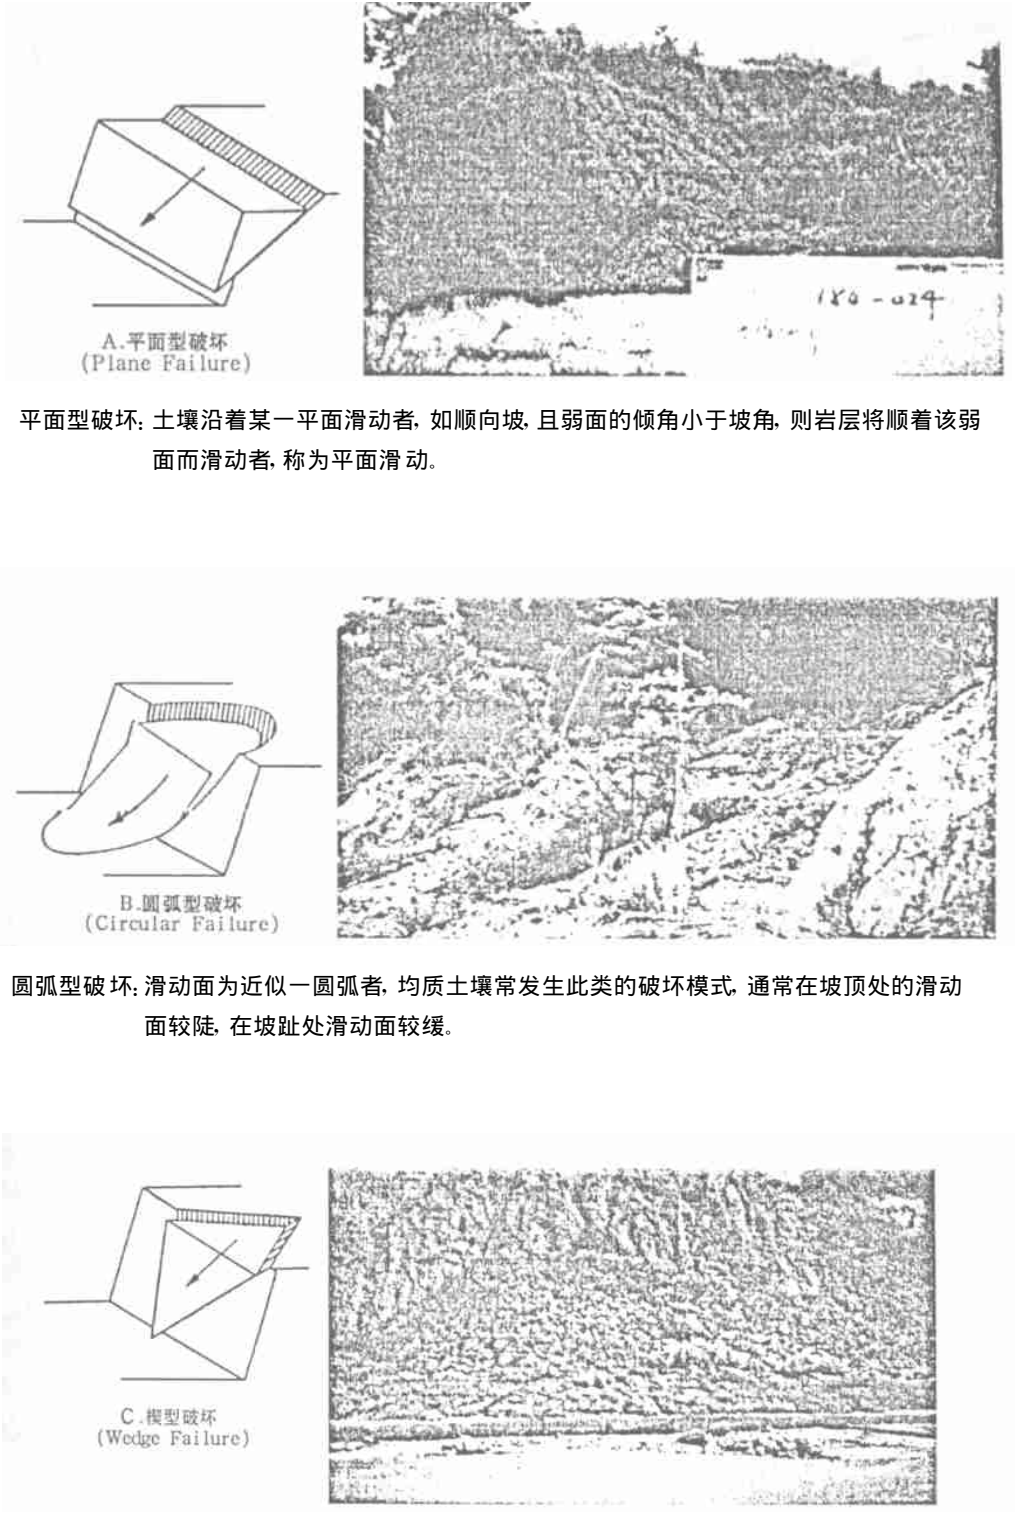 180-024
A.平面型破坏
(Plane Failure)
平面型破坏: 土壤沿着某一平面滑动者, 如顺向坡, 且弱面的倾角小于坡角, 则岩层将顺着该弱
面而滑动者, 称为平面滑动。
B.圆弧型破坏
(Circular Failure)
圆弧型破坏: 滑动面为近似一圆弧者, 均质土壤常发生此类的破坏模式, 通常在坡顶处的滑动
面较陡, 在坡趾处滑动面较缓。
C.楔型破坏
(Wedge Failure)